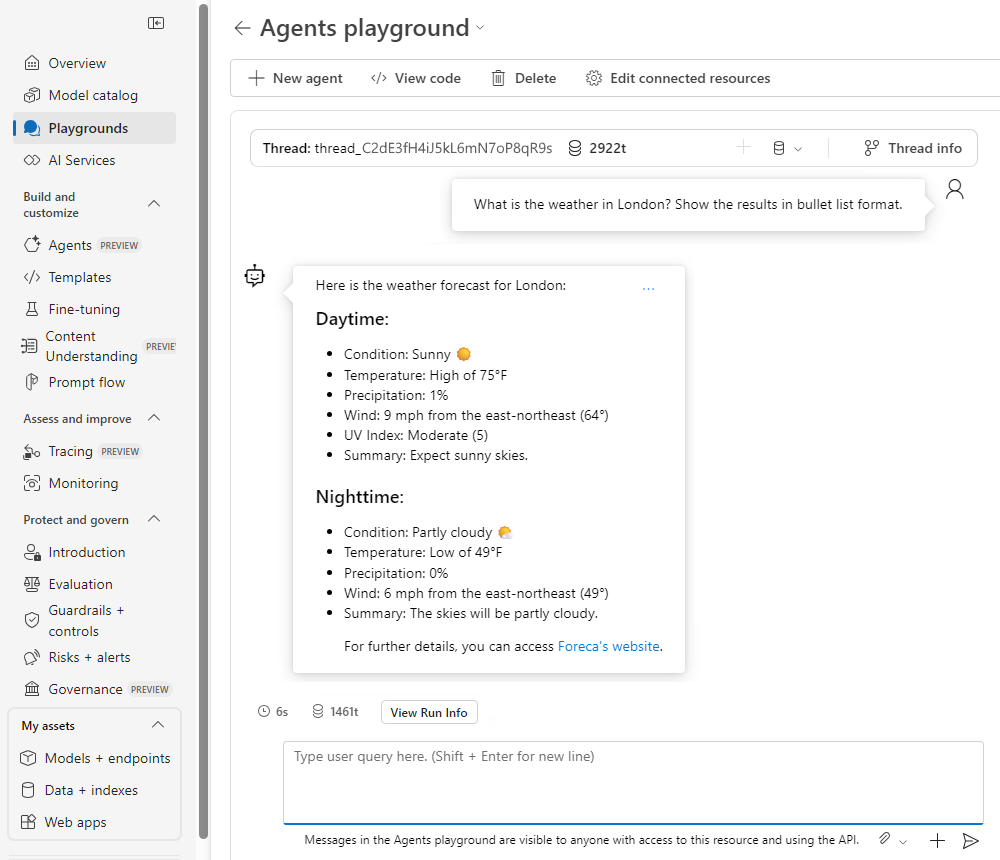 Overview
Model catalog
Playgrounds
AI Services
Build and
customize
Agents PREVIEW
Templates
Fine-tuning
Content
Understanding PREVIE
Prompt flow
Assess and improve
Tracing PREVIEW
Monitoring
Protect and govern
Introduction
Evaluation
Guardrails +
controls
Risks + alerts
Governance PREVIEW
My assets
Models + endpoints
Data + indexes
Web apps
Agents playground
New agent </> View code Delete Edit connected resources
Thread: thread_C2dE3fH4iJ5kL6mN7oP8qR9s 2922t Thread info
What is the weather in London? Show the results in bullet list format.
Here is the weather forecast for London: ...
Daytime:
• Condition: Sunny
• Temperature: High of 75°F
• Precipitation: 1%
• Wind: 9 mph from the east-northeast (64°)
• UV Index: Moderate (5)
• Summary: Expect sunny skies.
Nighttime:
• Condition: Partly cloudy
• Temperature: Low of 49°F
• Precipitation: 0%
• Wind: 6 mph from the east-northeast (49°)
• Summary: The skies will be partly cloudy.
For further details, you can access Foreca's website.
6s 1461t View Run Info
Type user query here. (Shift + Enter for new line)
Messages in the Agents playground are visible to anyone with access to this resource and using the API.